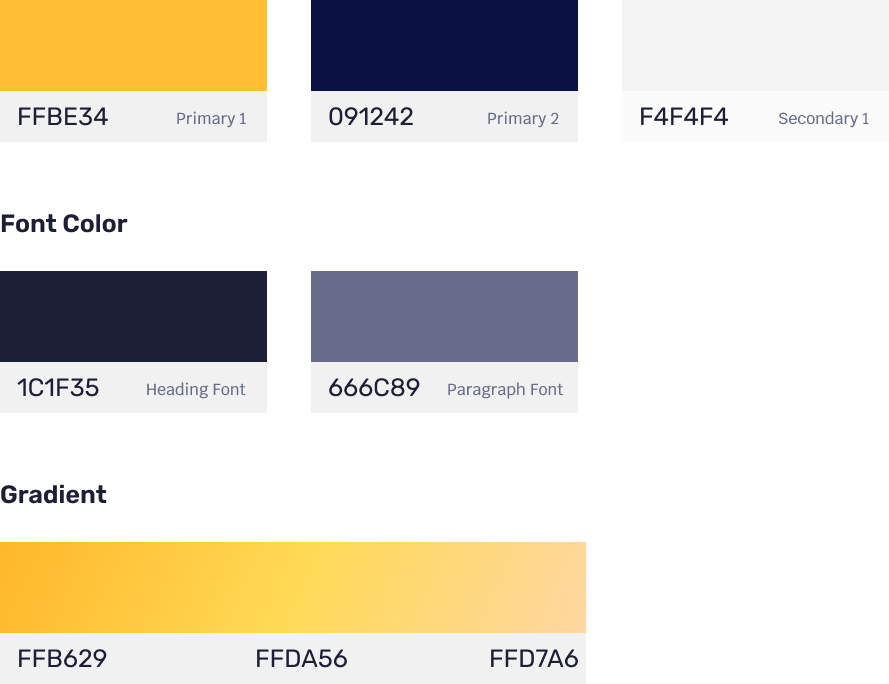 FFBE34 Primary 1 091242 Primary 2 F4F4F4 Secondary 1
Font Color
1C1F35 Heading Font 666C89 Paragraph Font
Gradient
FFB629 FFDA56 FFD7A6